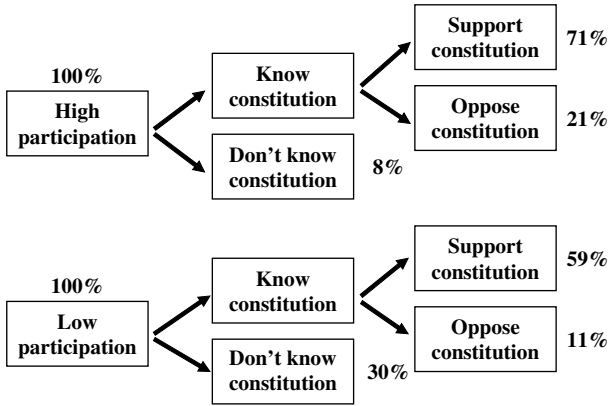 100%
High
participation
Know
constitution
Don't know
constitution
8%
Support
constitution
71%
Oppose
constitution
21%
100%
Low
participation
Know
constitution
Don't know
constitution
30%
Support
constitution
59%
Oppose
constitution
11%